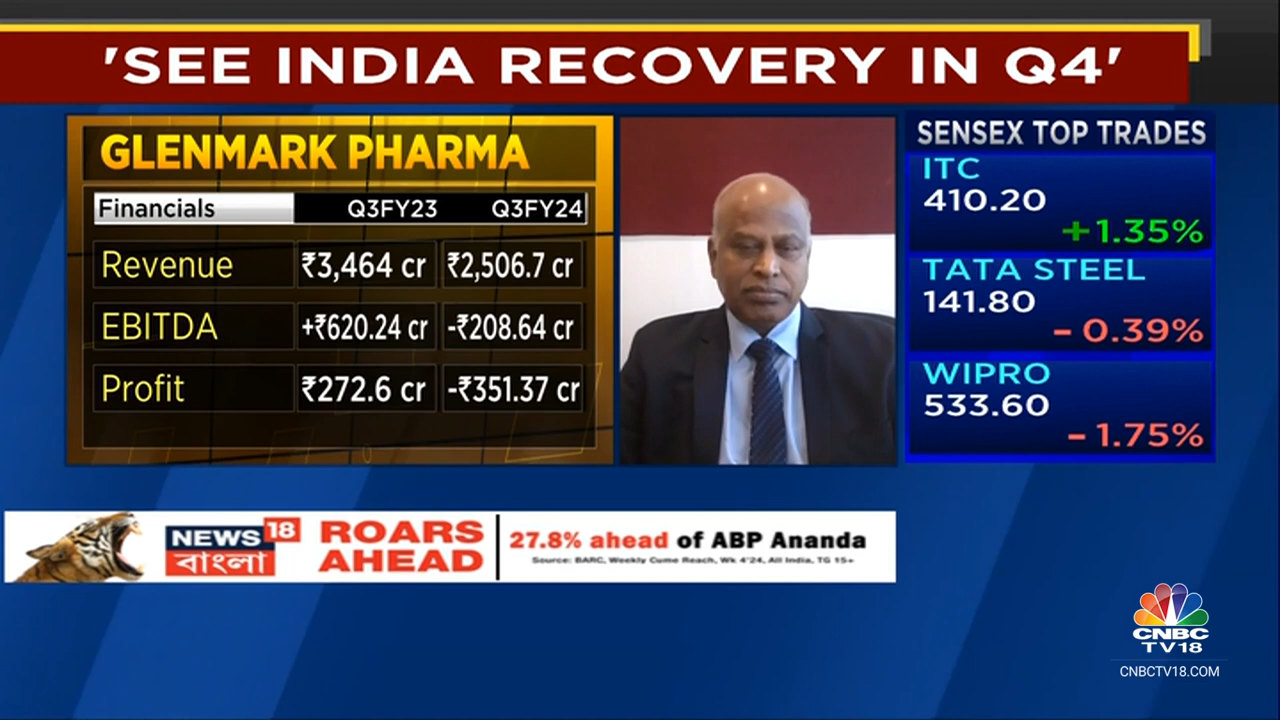 'SEE INDIA RECOVERY IN Q4'
GLENMARK PHARMA
Financials Q3FY23 Q3FY24
Revenue ₹3,464 cr ₹2,506.7 cr
EBITDA +₹620.24 cr -₹208.64 cr
Profit ₹272.6 cr -₹351.37 cr
SENSEX TOP TRADES
ITC
410.20
+1.35%
TATA STEEL
141.80
- 0.39%
WIPRO
533.60
- 1.75%
NEWS 18
বাংলা
ROARS
AHEAD
27.8% ahead of ABP Ananda
Source: BARC, Weekly Cume Reach, Wk 4'24, All India, TG 15+
CNBC
TV18
CNBCTV18.COM